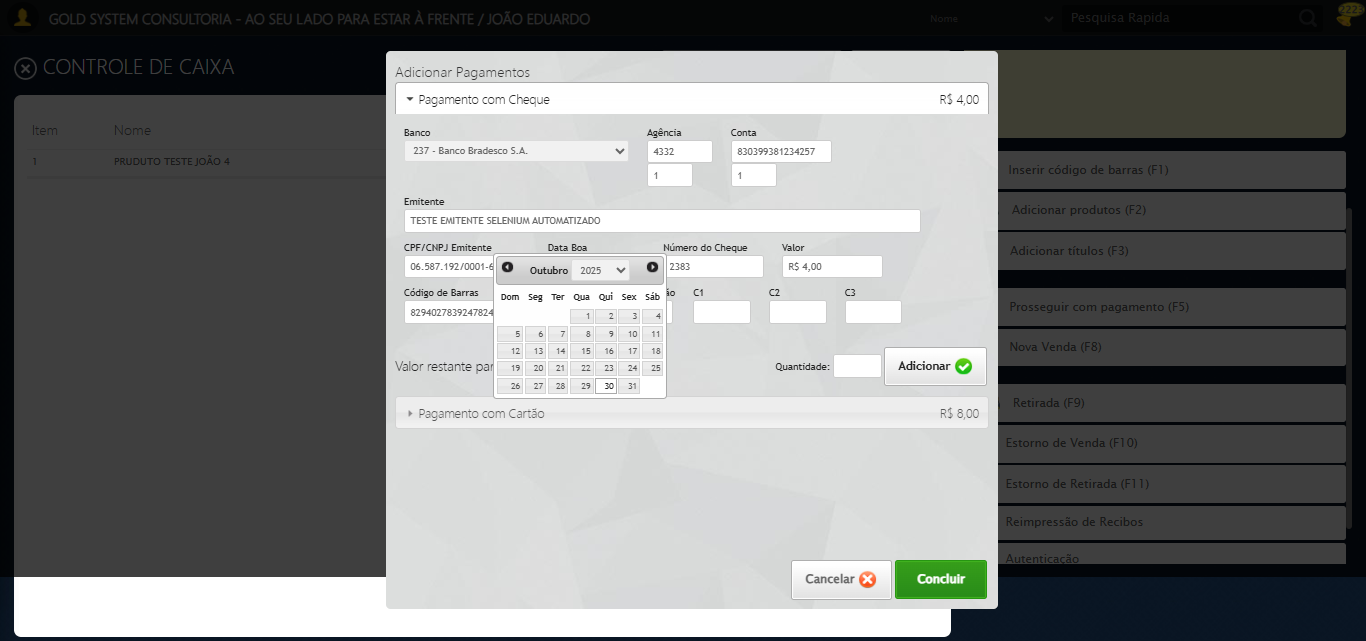 GOLD SYSTEM CONSULTORIA - AO SEU LADO PARA ESTAR À FRENTE / JOÃO EDUARDO
Nome
Pesquisa Rapida
CONTROLE DE CAIXA
Item Nome
1 PRUDUTO TESTE JOÃO 4
Adicionar Pagamentos
Pagamento com Cheque R$ 4,00
Banco Agência Conta
237 - Banco Bradesco S.A. 4332 830399381234257
1 1
Emitente
TESTE EMITENTE SELENIUM AUTOMATIZADO
CPF/CNPJ Emitente Data Boa Número do Cheque Valor
06.587.192/0001-6 2383 R$ 4,00
Outubro 2025
Código de Barras ão C1 C2 C3
8294027839247824
Dom Seg Ter Qua Qui Sex Sáb
1 2 3 4
5 6 7 8 9 10 11
12 13 14 15 16 17 18
19 20 21 22 23 24 25
26 27 28 29 30 31
Valor restante par
Quantidade: Adicionar
Pagamento com Cartão R$ 8,00
Cancelar Concluir
Inserir código de barras (F1)
Adicionar produtos (F2)
Adicionar títulos (F3)
Prosseguir com pagamento (F5)
Nova Venda (F8)
Retirada (F9)
Estorno de Venda (F10)
Estorno de Retirada (F11)
Reimpressão de Recibos
Autenticação